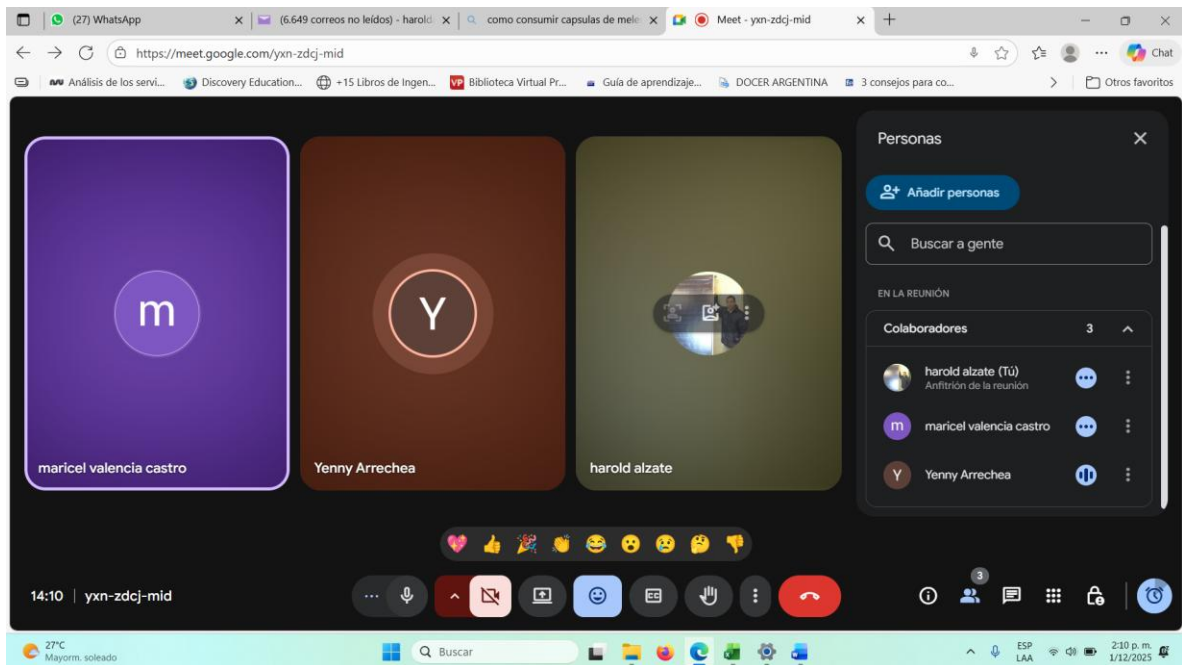 (27) WhatsApp
(6.649 correos no leídos) - harold
como consumir capsulas de mele
Meet - yxn-zdcj-mid
https://meet.google.com/yxn-zdcj-mid
Chat
Análisis de los servi...
Discovery Education...
+15 Libros de Ingen...
VP Biblioteca Virtual Pr...
Guía de aprendizaje...
DOCER ARGENTINA
3 consejos para co...
Otros favoritos
m
maricel valencia castro
Y
Yenny Arrechea
harold alzate
Personas
Añadir personas
Buscar a gente
EN LA REUNIÓN
Colaboradores 3
harold alzate (Tú)
Anfitrión de la reunión
m maricel valencia castro
Y Yenny Arrechea
14:10 | yxn-zdcj-mid
CC
3
27°C
Mayorm. soleado
Buscar
ESP
LAA
2:10 p. m.
1/12/2025